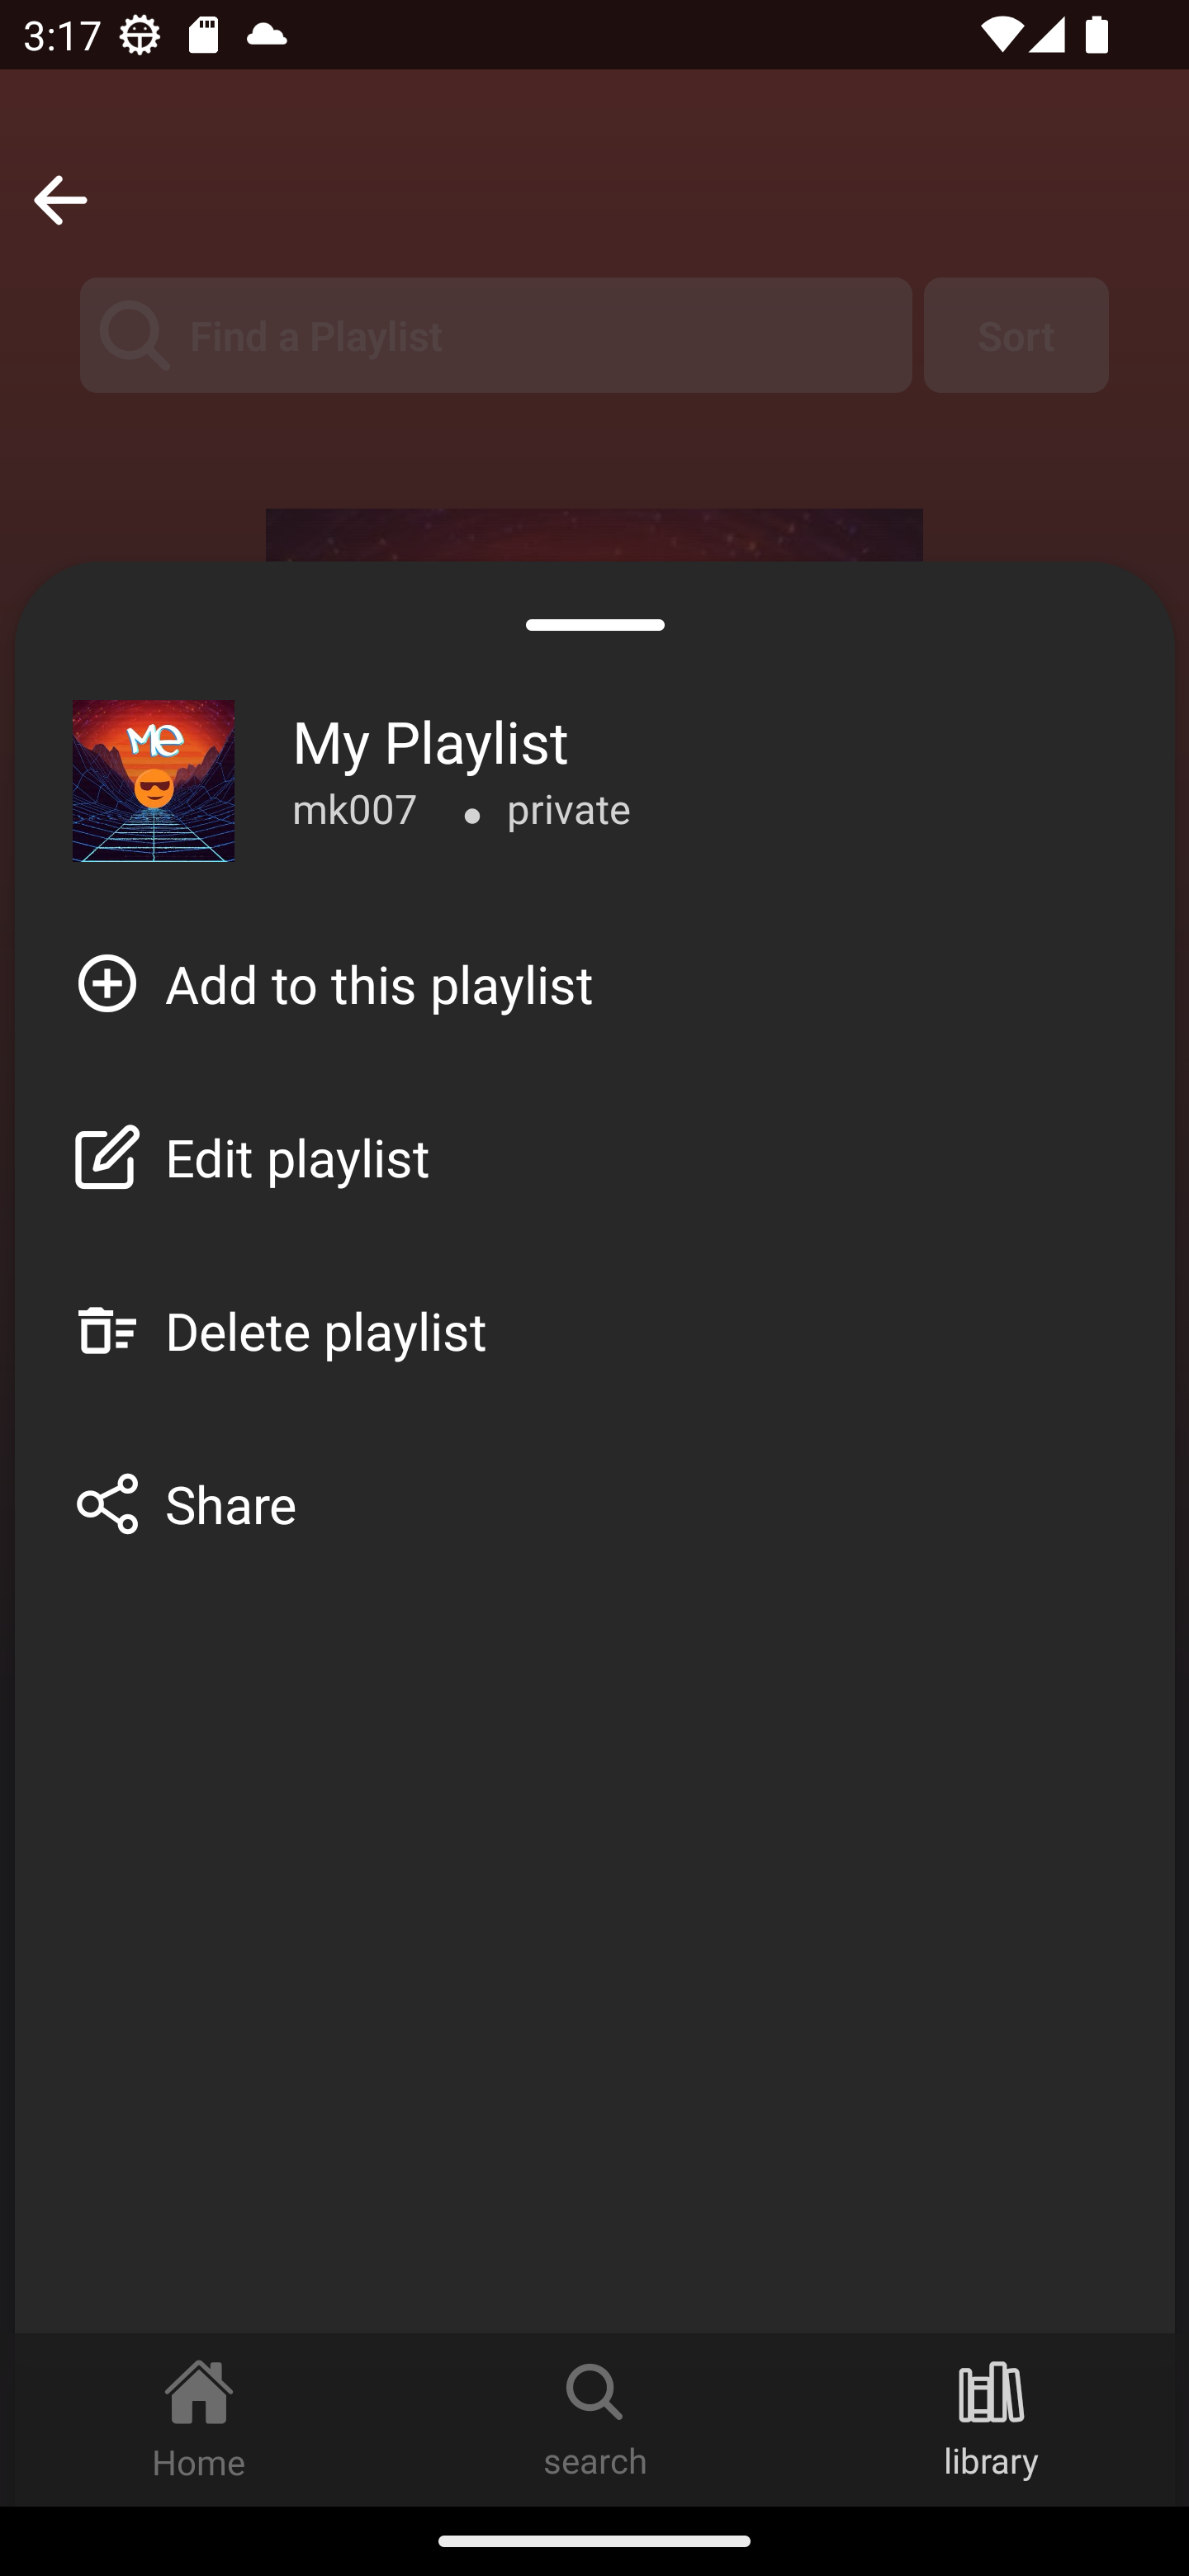 3:17
Find a Playlist
Sort
Me
My Playlist
mk007 • private
Add to this playlist
Edit playlist
Delete playlist
Share
Home
search
library